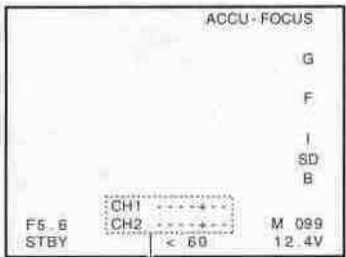 ACCU-FOCUS
G
F
I
SD
B
CH1 - - - - + - -
CH2 - - - - + - -
F5.6 M 099
STBY < 60 12.4V